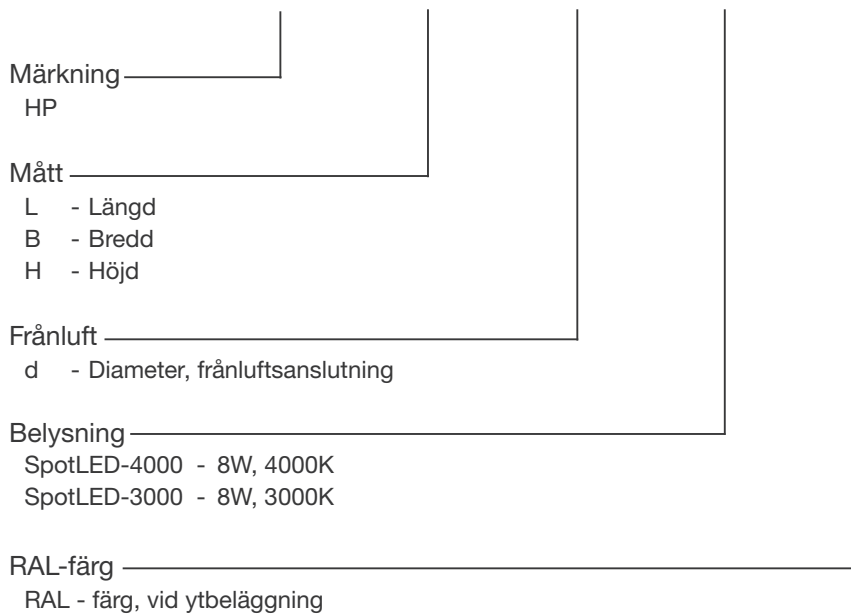 Märkning
HP
Mått
L - Längd
B - Bredd
H - Höjd
Frånluft
d - Diameter, frånluftsanslutning
Belysning
SpotLED-4000 - 8W, 4000K
SpotLED-3000 - 8W, 3000K
RAL-färg
RAL - färg, vid ytbeläggning